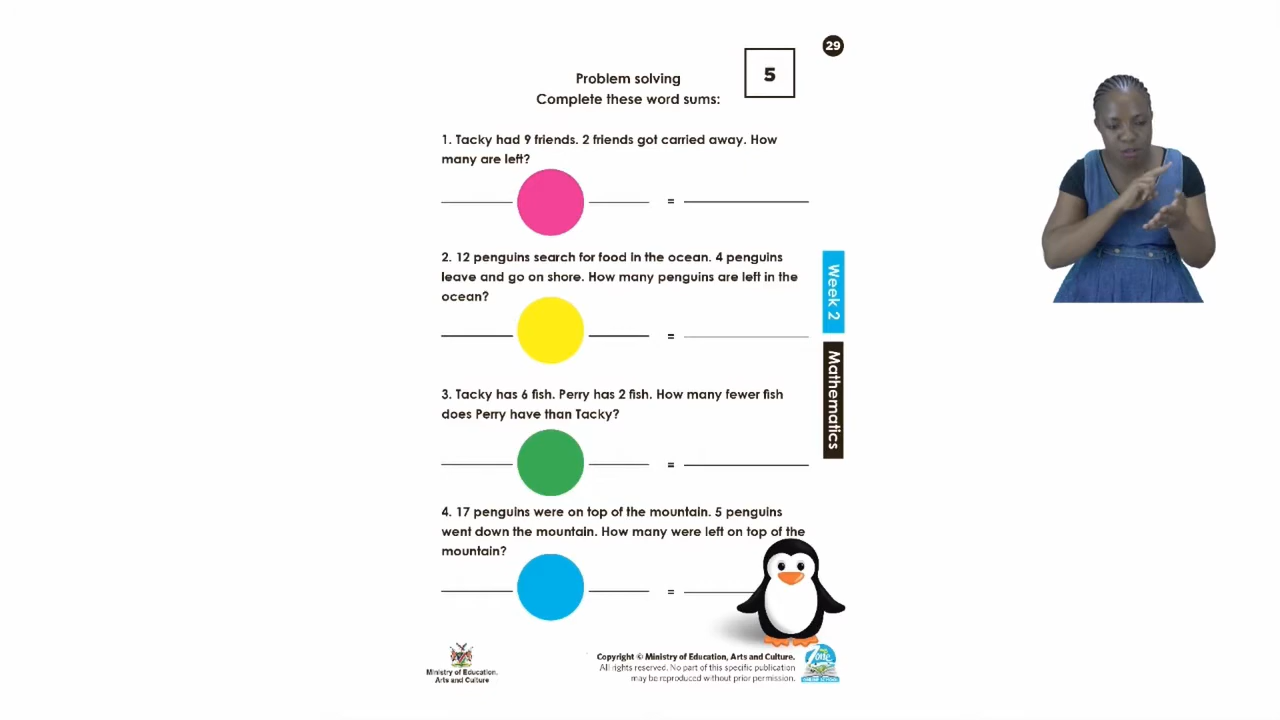 29
5
Problem solving
Complete these word sums:
1. Tacky had 9 friends. 2 friends got carried away. How
many are left?
=
2. 12 penguins search for food in the ocean. 4 penguins
leave and go on shore. How many penguins are left in the
ocean?
=
3. Tacky has 6 fish. Perry has 2 fish. How many fewer fish
does Perry have than Tacky?
=
4. 17 penguins were on top of the mountain. 5 penguins
went down the mountain. How many were left on top of the
mountain?
=
Week 2
Mathematics
Ministry of Education,
Arts and Culture
Copyright © Ministry of Education, Arts and Culture.
All rights reserved. No part of this specific publication
may be reproduced without prior permission.
Zone